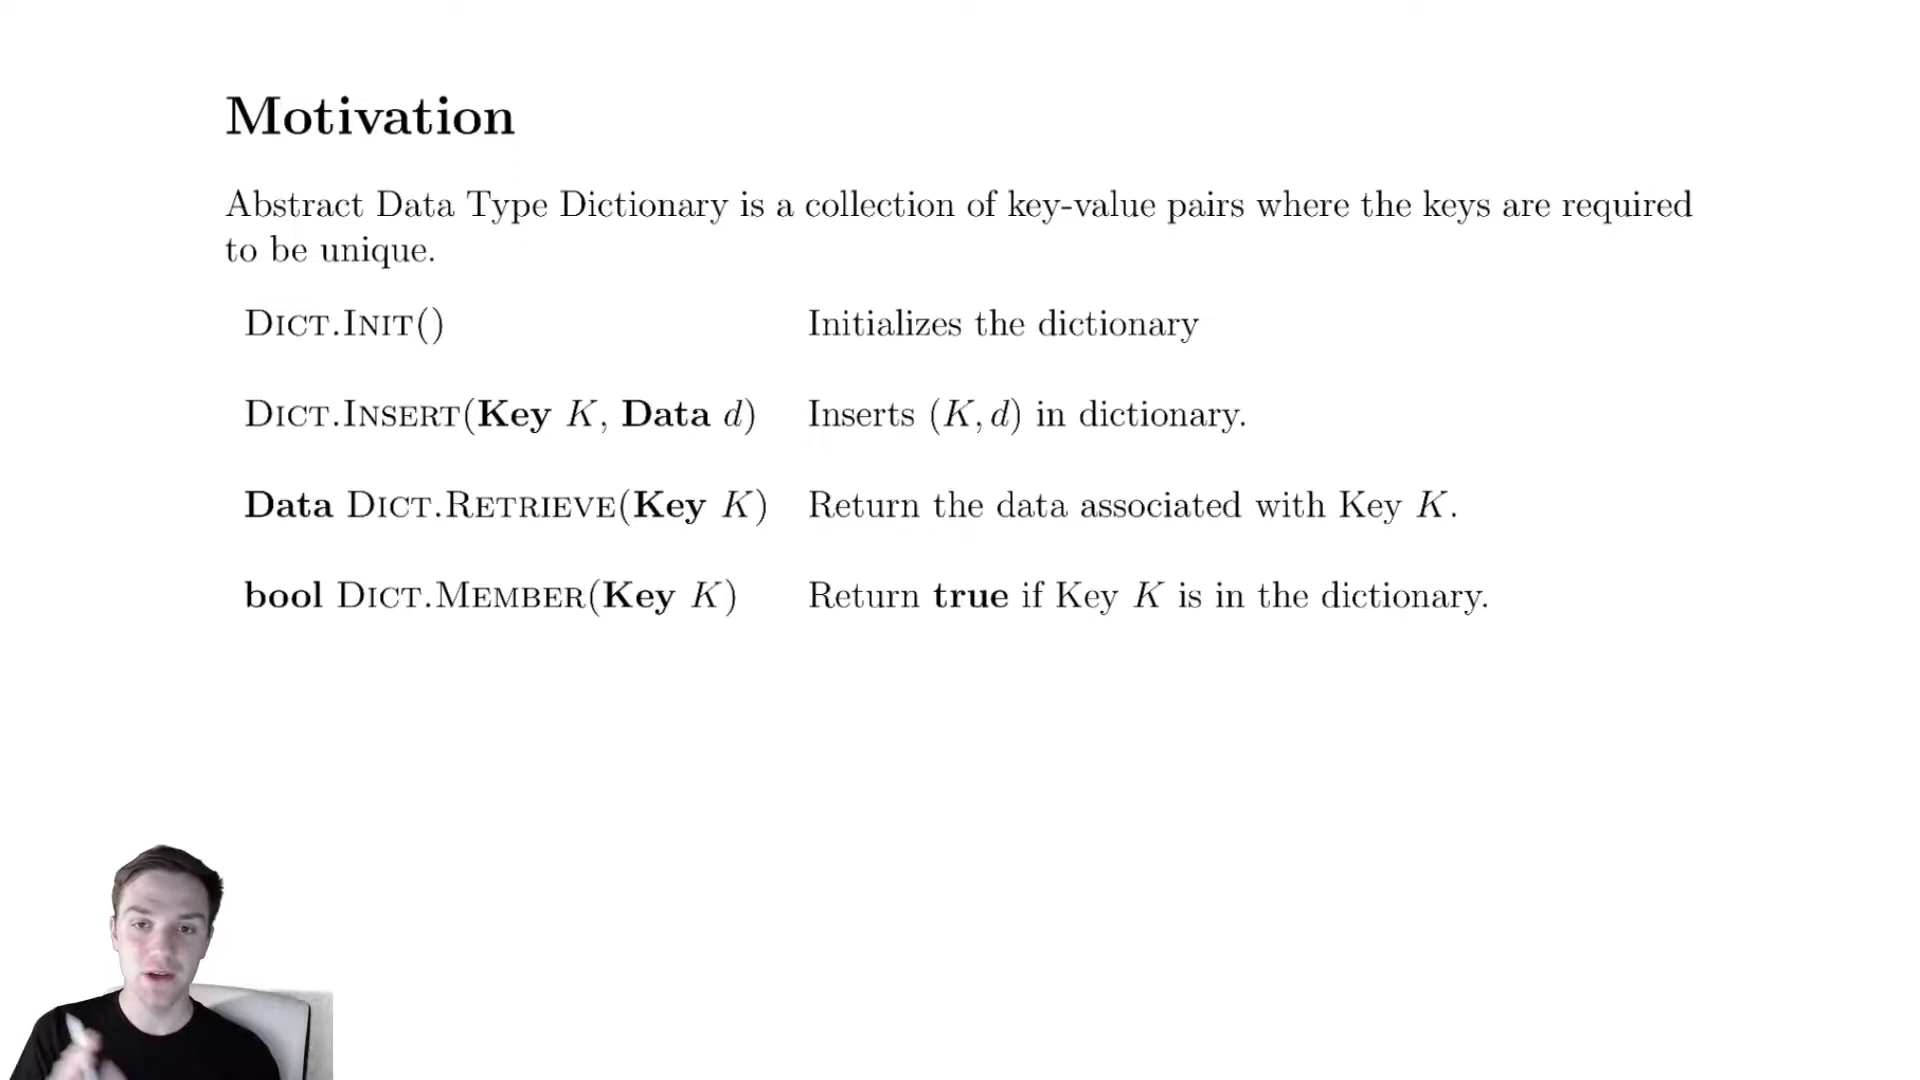 Motivation
Abstract Data Type Dictionary is a collection of key-value pairs where the keys are required
to be unique.
DICT.INIT() Initializes the dictionary
DICT.INSERT(Key K, Data d) Inserts (K, d) in dictionary.
Data DICT.RETRIEVE(Key K) Return the data associated with Key K.
bool DICT.MEMBER(Key K) Return true if Key K is in the dictionary.